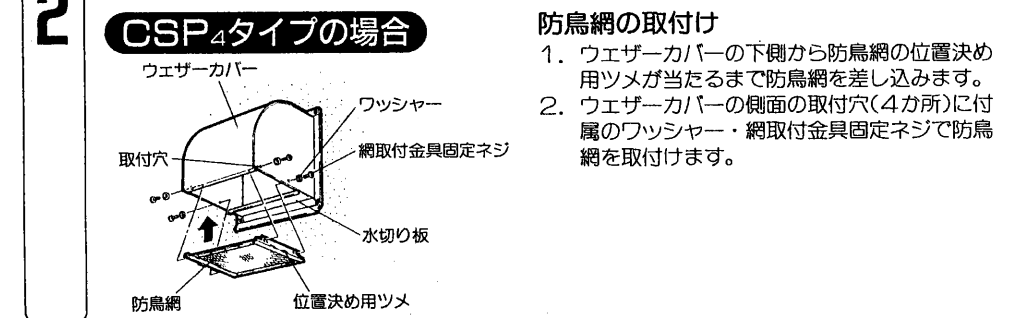 2
CSP₄タイプの場合
ウェザーカバー
ワッシャー
取付穴
網取付金具固定ネジ
水切り板
防鳥網
位置決め用ツメ
防鳥網の取付け
1. ウェザーカバーの下側から防鳥網の位置決め
用ツメが当たるまで防鳥網を差し込みます。
2. ウェザーカバーの側面の取付穴(4か所)に付
属のワッシャー・網取付金具固定ネジで防鳥
網を取付けます。